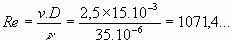 Re = v.D / ν = 2,5×15.10⁻³ / 35.10⁻⁶ = 1071,4...